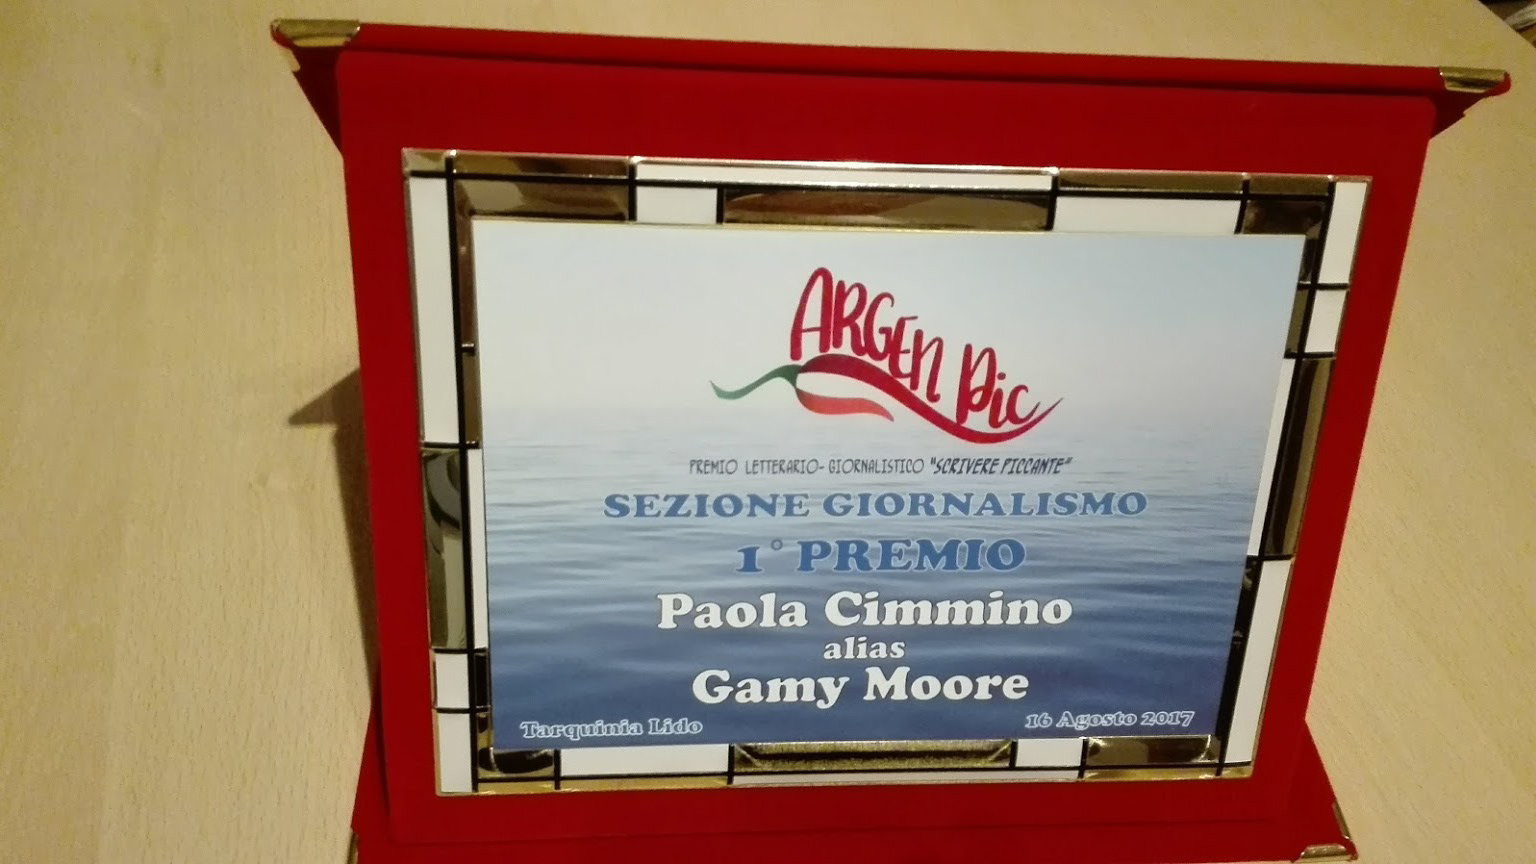 ARGEN Pic
PREMIO LETTERARIO- GIORNALISTICO "SCRIVERE PICCANTE"
SEZIONE GIORNALISMO
1° PREMIO
Paola Cimmino
alias
Gamy Moore
Tarquinia Lido
16 Agosto 2017